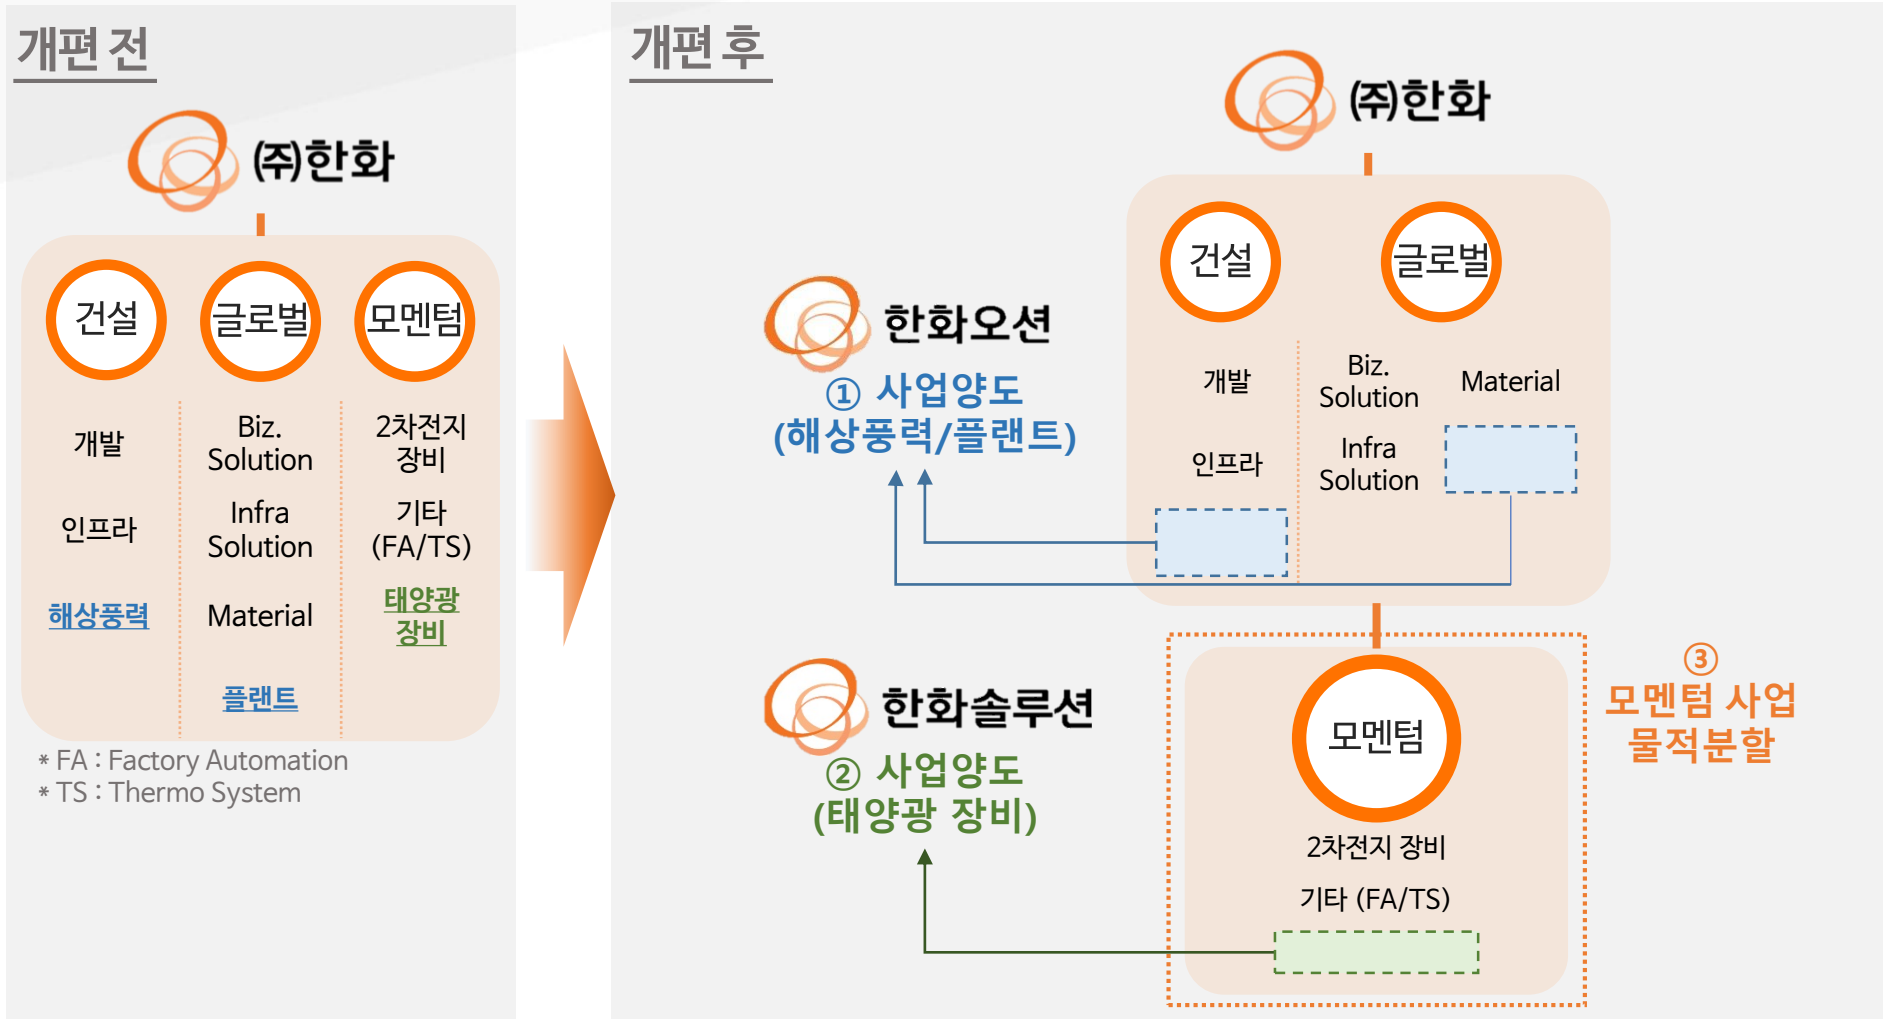 개편 전
㈜한화
건설
글로벌
모멘텀
개발
인프라
해상풍력
Biz.
Solution
Infra
Solution
Material
플랜트
2차전지
장비
기타
(FA/TS)
태양광
장비
* FA : Factory Automation
* TS : Thermo System
개편 후
㈜한화
건설
글로벌
개발
인프라
Biz.
Solution
Infra
Solution
Material
한화오션
① 사업양도
(해상풍력/플랜트)
한화솔루션
② 사업양도
(태양광 장비)
모멘텀
2차전지 장비
기타 (FA/TS)
③
모멘텀 사업
물적분할